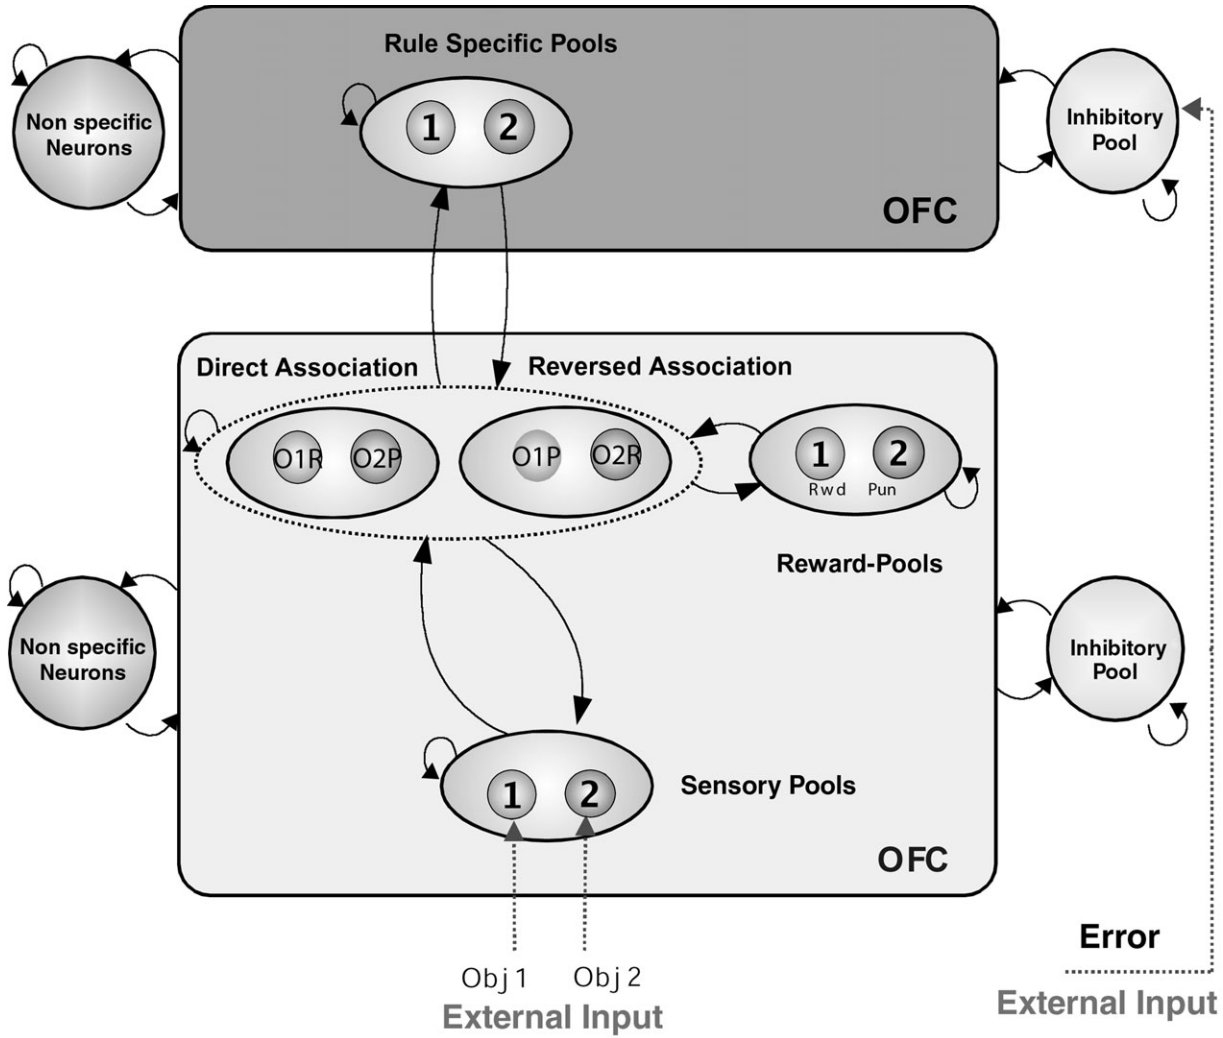 Rule Specific Pools
Non specific
Neurons
1 2
Inhibitory
Pool
OFC
Direct Association
Reversed Association
O1R O2P
O1P O2R
1 2
Rwd Pun
Reward-Pools
Non specific
Neurons
Inhibitory
Pool
1 2
Sensory Pools
OFC
Obj1 Obj2
External Input
Error
External Input